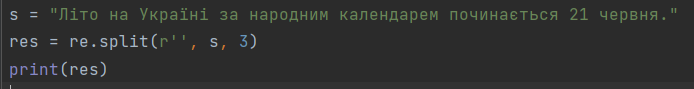 s = "Літо на Україні за народним календарем починається 21 червня."
res = re.split(r'', s, 3)
print(res)